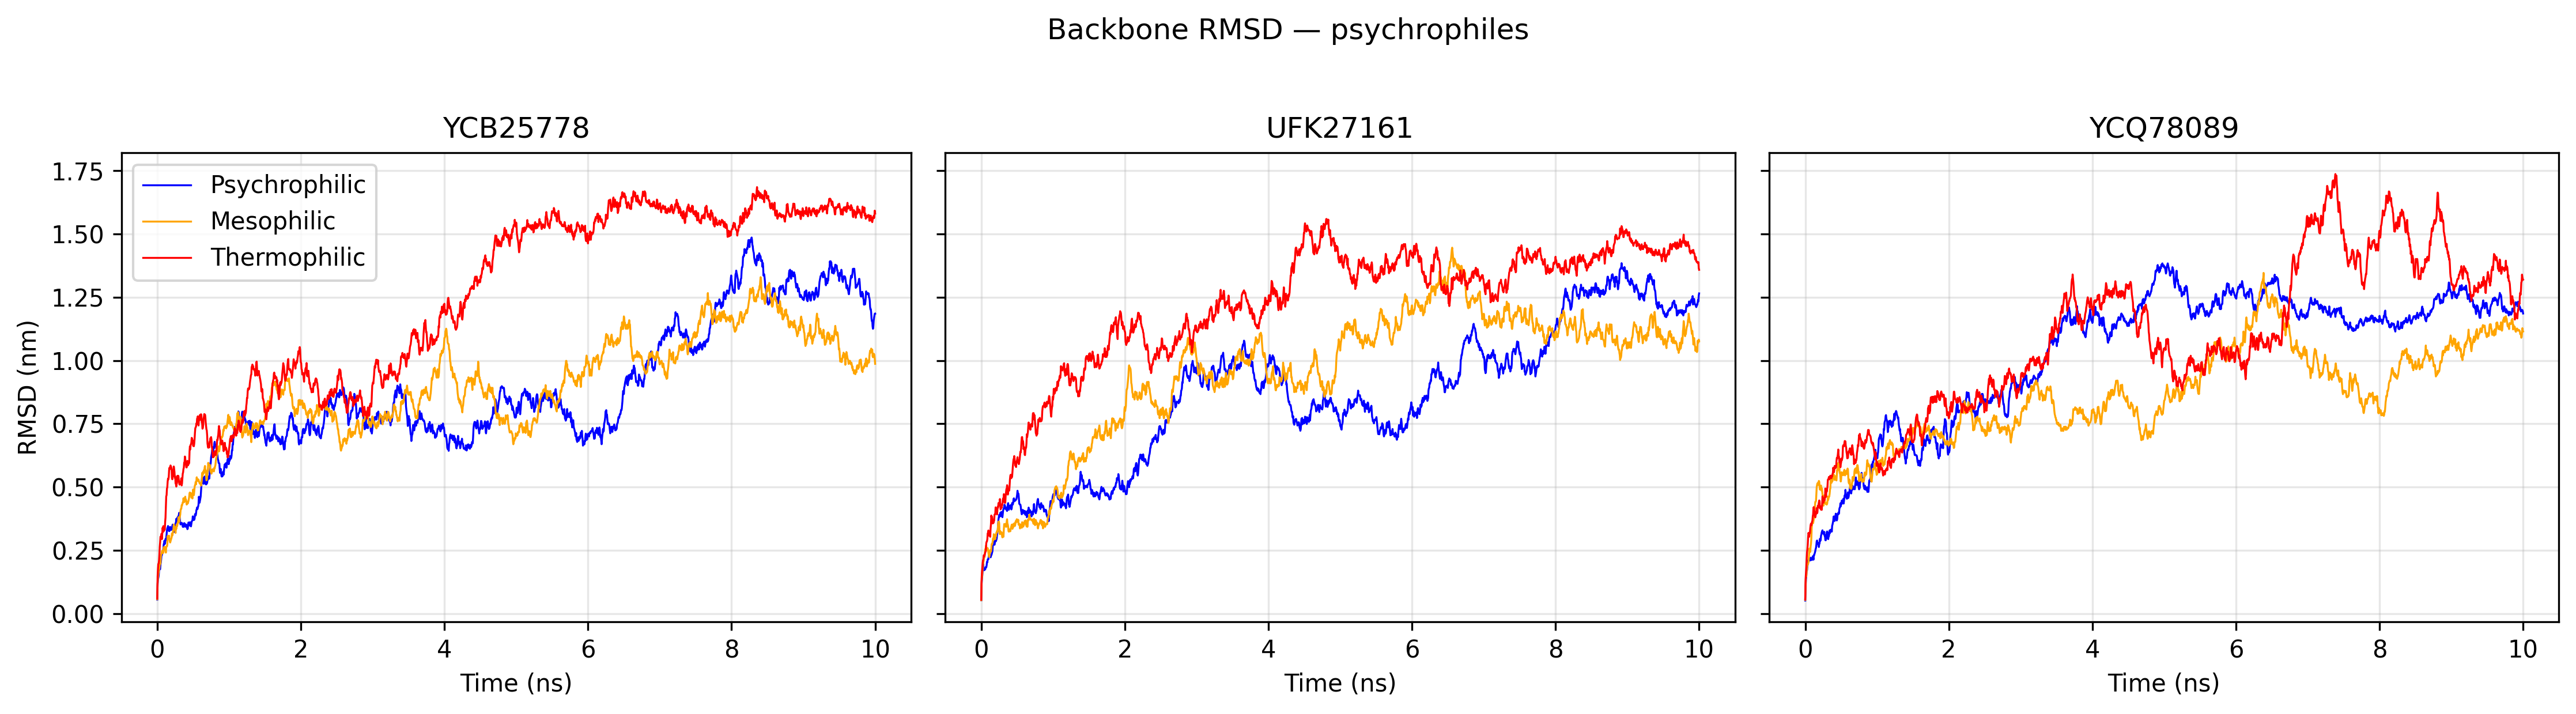 Backbone RMSD — psychrophiles
YCB25778
UFK27161
YCQ78089
RMSD (nm)
1.75
1.50
1.25
1.00
0.75
0.50
0.25
0.00
Psychrophilic
Mesophilic
Thermophilic
0 2 4 6 8 10
0 2 4 6 8 10
0 2 4 6 8 10
Time (ns)
Time (ns)
Time (ns)